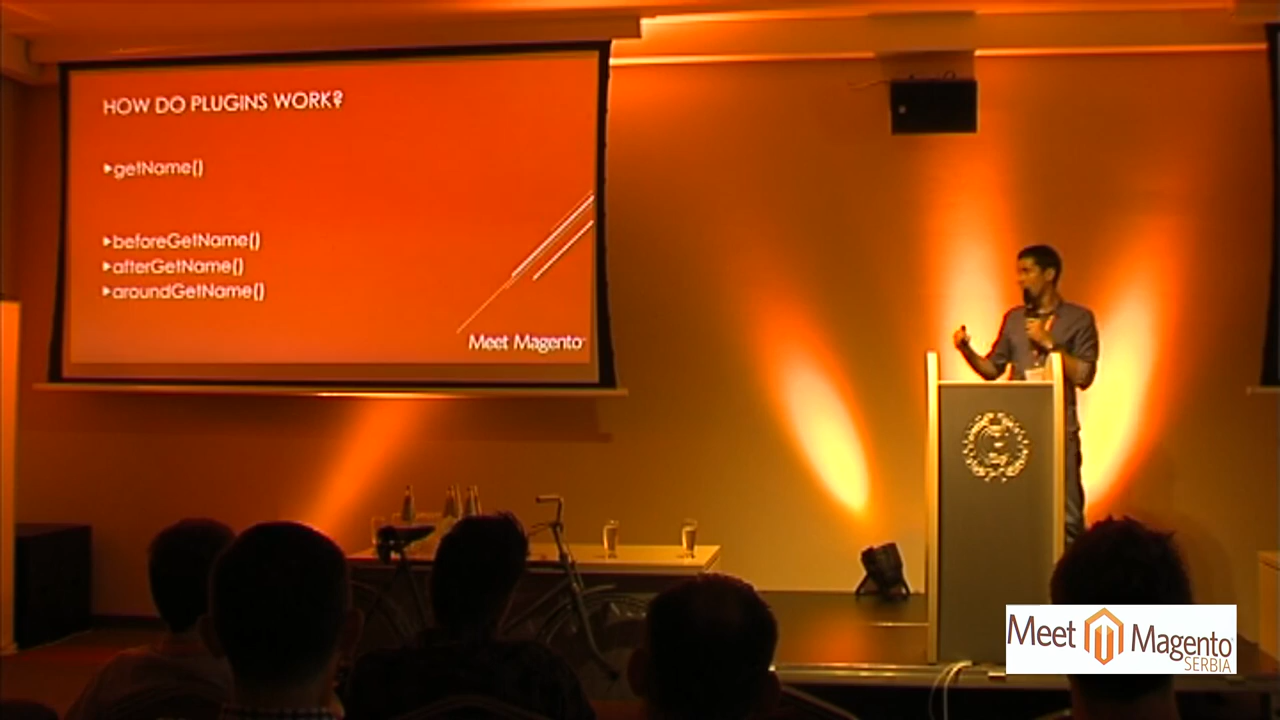 HOW DO PLUGINS WORK?
getName()
beforeGetName()
afterGetName()
aroundGetName()
Meet Magento
Meet Magento
SERBIA